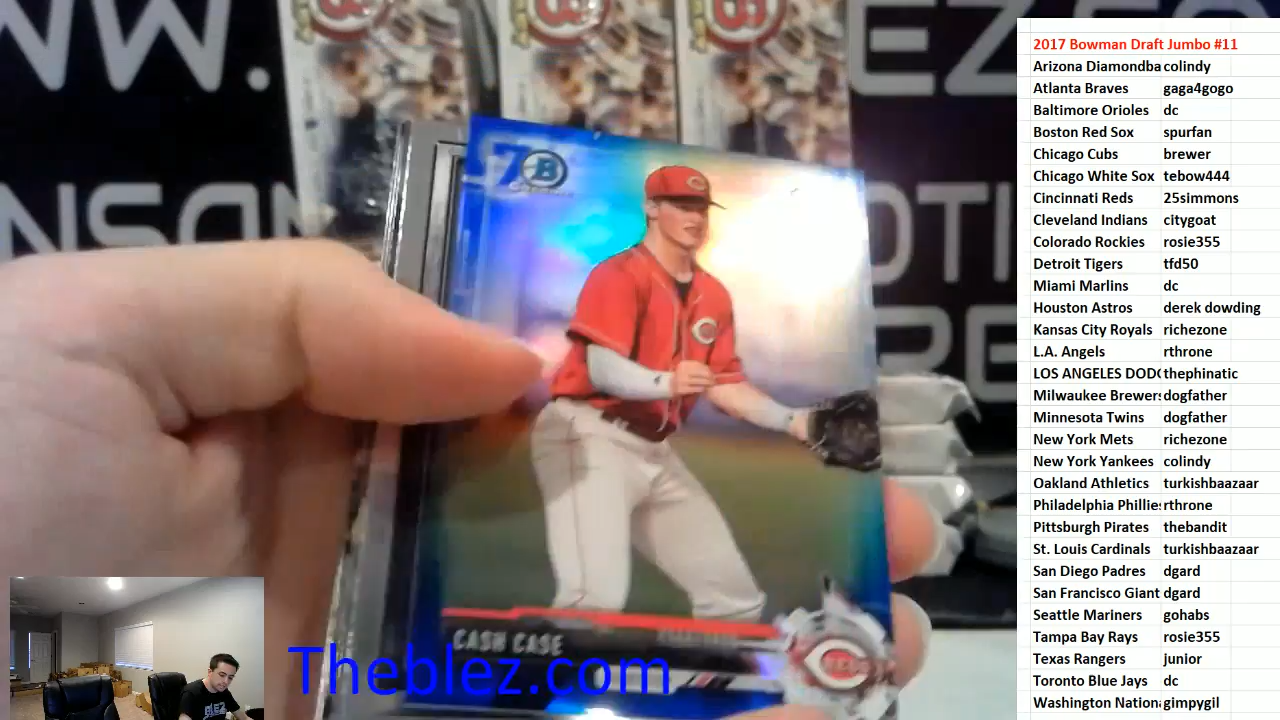 2017 Bowman Draft Jumbo #11
Arizona Diamondba colindy
Atlanta Braves gaga4gogo
Baltimore Orioles dc
Boston Red Sox spurfan
Chicago Cubs brewer
Chicago White Sox tebow444
Cincinnati Reds 25simmons
Cleveland Indians citygoat
Colorado Rockies rosie355
Detroit Tigers tfd50
Miami Marlins dc
Houston Astros derek dowding
Kansas City Royals richezone
L.A. Angels rthrone
LOS ANGELES DOD thephinatic
Milwaukee Brewers dogfather
Minnesota Twins dogfather
New York Mets richezone
New York Yankees colindy
Oakland Athletics turkishbaazaar
Philadelphia Phillies rthrone
Pittsburgh Pirates thebandit
St. Louis Cardinals turkishbaazaar
San Diego Padres dgard
San Francisco Giant dgard
Seattle Mariners gohabs
Tampa Bay Rays rosie355
Texas Rangers junior
Toronto Blue Jays dc
Washington Nation gimpygil
70 B
CASH CASE
REDS
Theblez.com